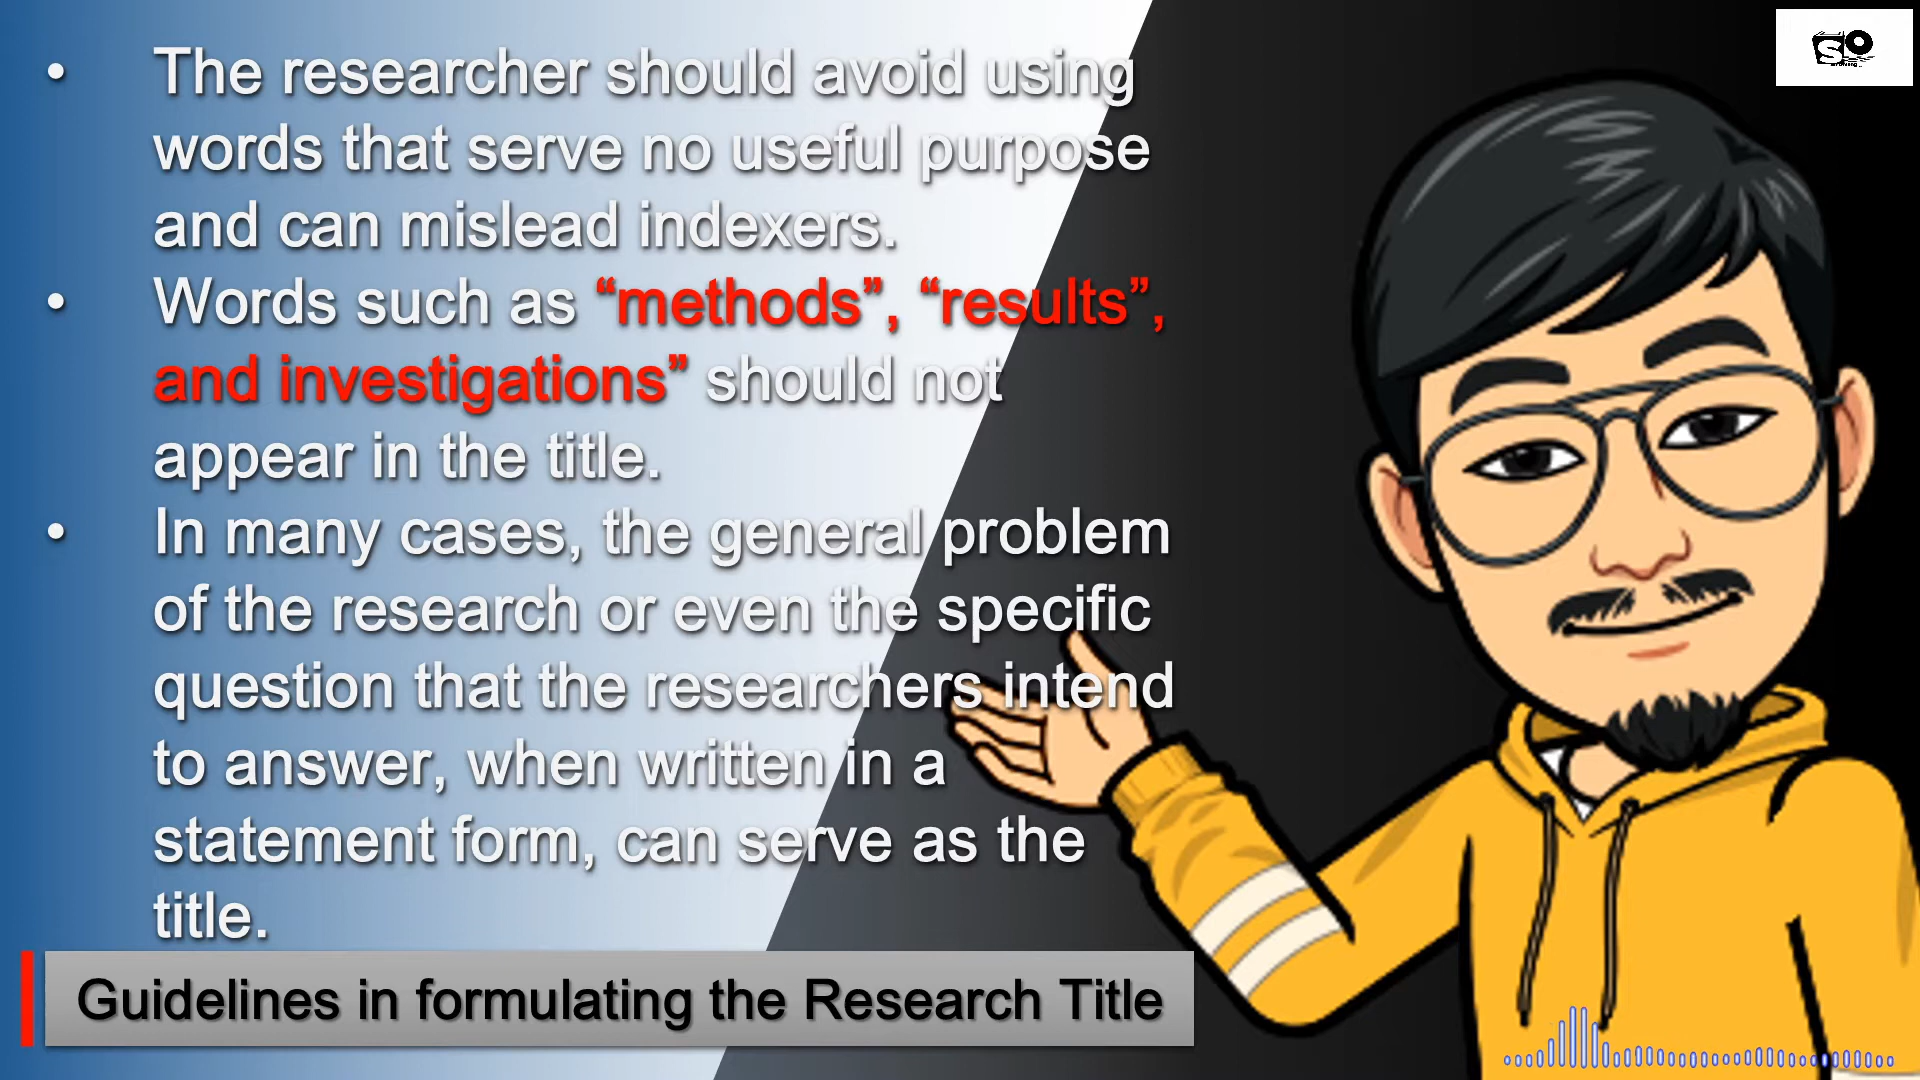 • The researcher should avoid using
words that serve no useful purpose
and can mislead indexers.
• Words such as “methods”, “results”,
and investigations” should not
appear in the title.
• In many cases, the general problem
of the research or even the specific
question that the researchers intend
to answer, when written in a
statement form, can serve as the
title.
Guidelines in formulating the Research Title